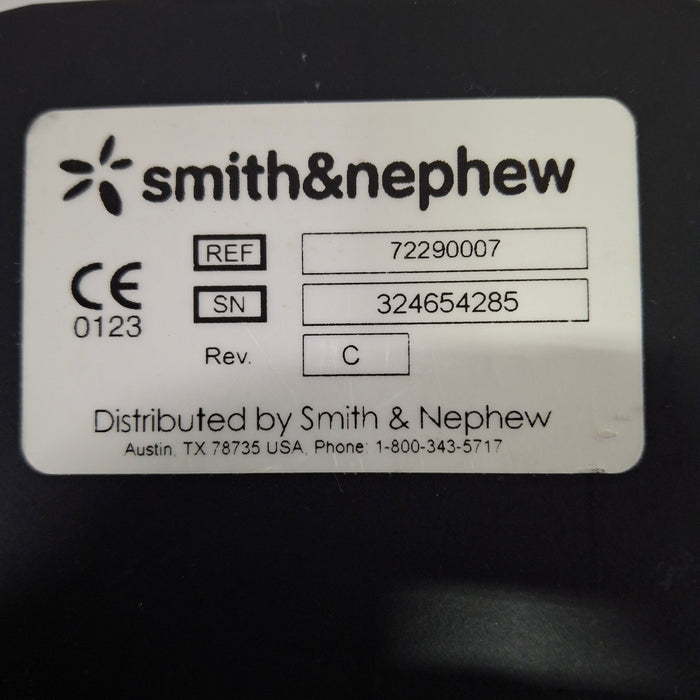 smith&nephew
REF 72290007
CE
0123
SN 324654285
Rev. C
Distributed by Smith & Nephew
Austin, TX 78735 USA, Phone: 1-800-343-5717